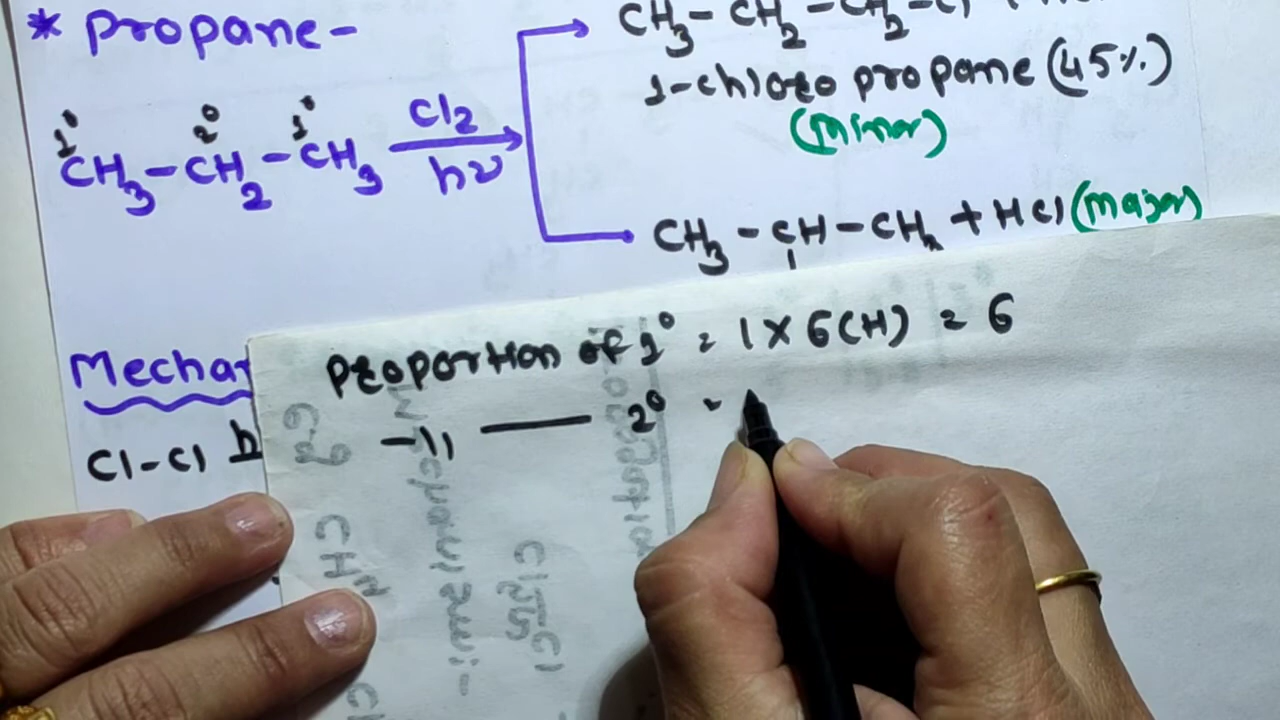 * Propane-
CH₃ - CH₂ - CH₂ - Cl
1-chloro propane (45%)
(Minor)
1° 2° 1°
CH₃-CH₂-CH₃ Cl₂ hν
CH₃ - CH - CH₃ + HCl (Major)
Proportion of 1° = 1 × 6(H) = 6
-11 — 2° =
Mechan
Cl-Cl h